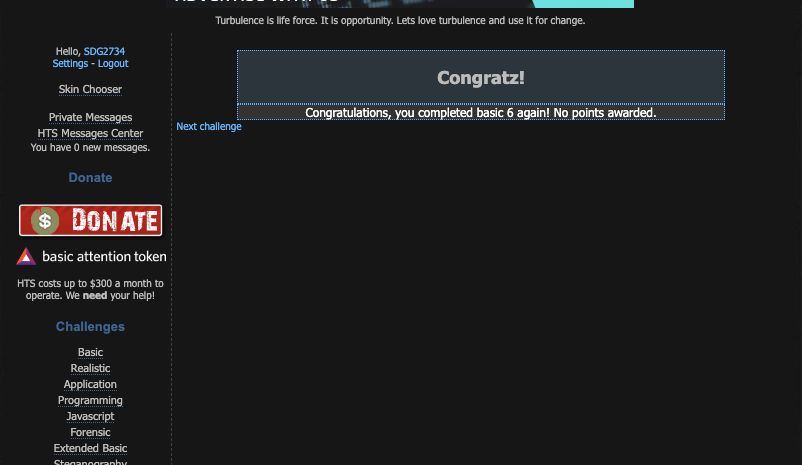 Turbulence is life force. It is opportunity. Lets love turbulence and use it for change.
Hello, SDG2734
Settings - Logout
Skin Chooser
Private Messages
HTS Messages Center
You have 0 new messages.
Donate
$ DONATE
basic attention token
HTS costs up to $300 a month to
operate. We need your help!
Challenges
Basic
Realistic
Application
Programming
Javascript
Forensic
Extended Basic
Steganography
Congratz!
Congratulations, you completed basic 6 again! No points awarded.
Next challenge